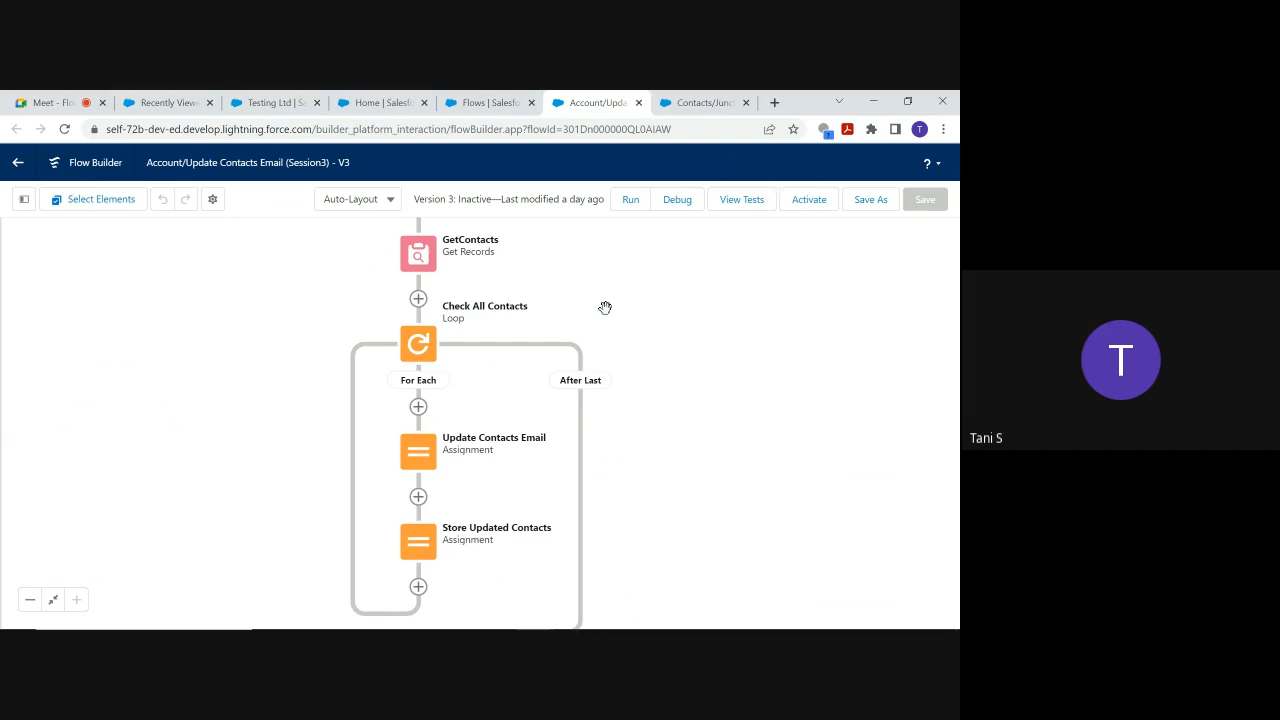 Meet - Flo
Recently View
Testing Ltd | S
Home | Salesf
Flows | Salesfo
Account/Upda
Contacts/Junc
self-72b-dev-ed.develop.lightning.force.com/builder_platform_interaction/flowBuilder.app?flowId=301Dn000000QL0AIAW
T
T
Flow Builder
Account/Update Contacts Email (Session3) - V3
?
Select Elements
Auto-Layout
Version 3: Inactive—Last modified a day ago
Run
Debug
View Tests
Activate
Save As
Save
GetContacts
Get Records
Check All Contacts
Loop
For Each
After Last
Update Contacts Email
Assignment
Store Updated Contacts
Assignment
T
Tani S